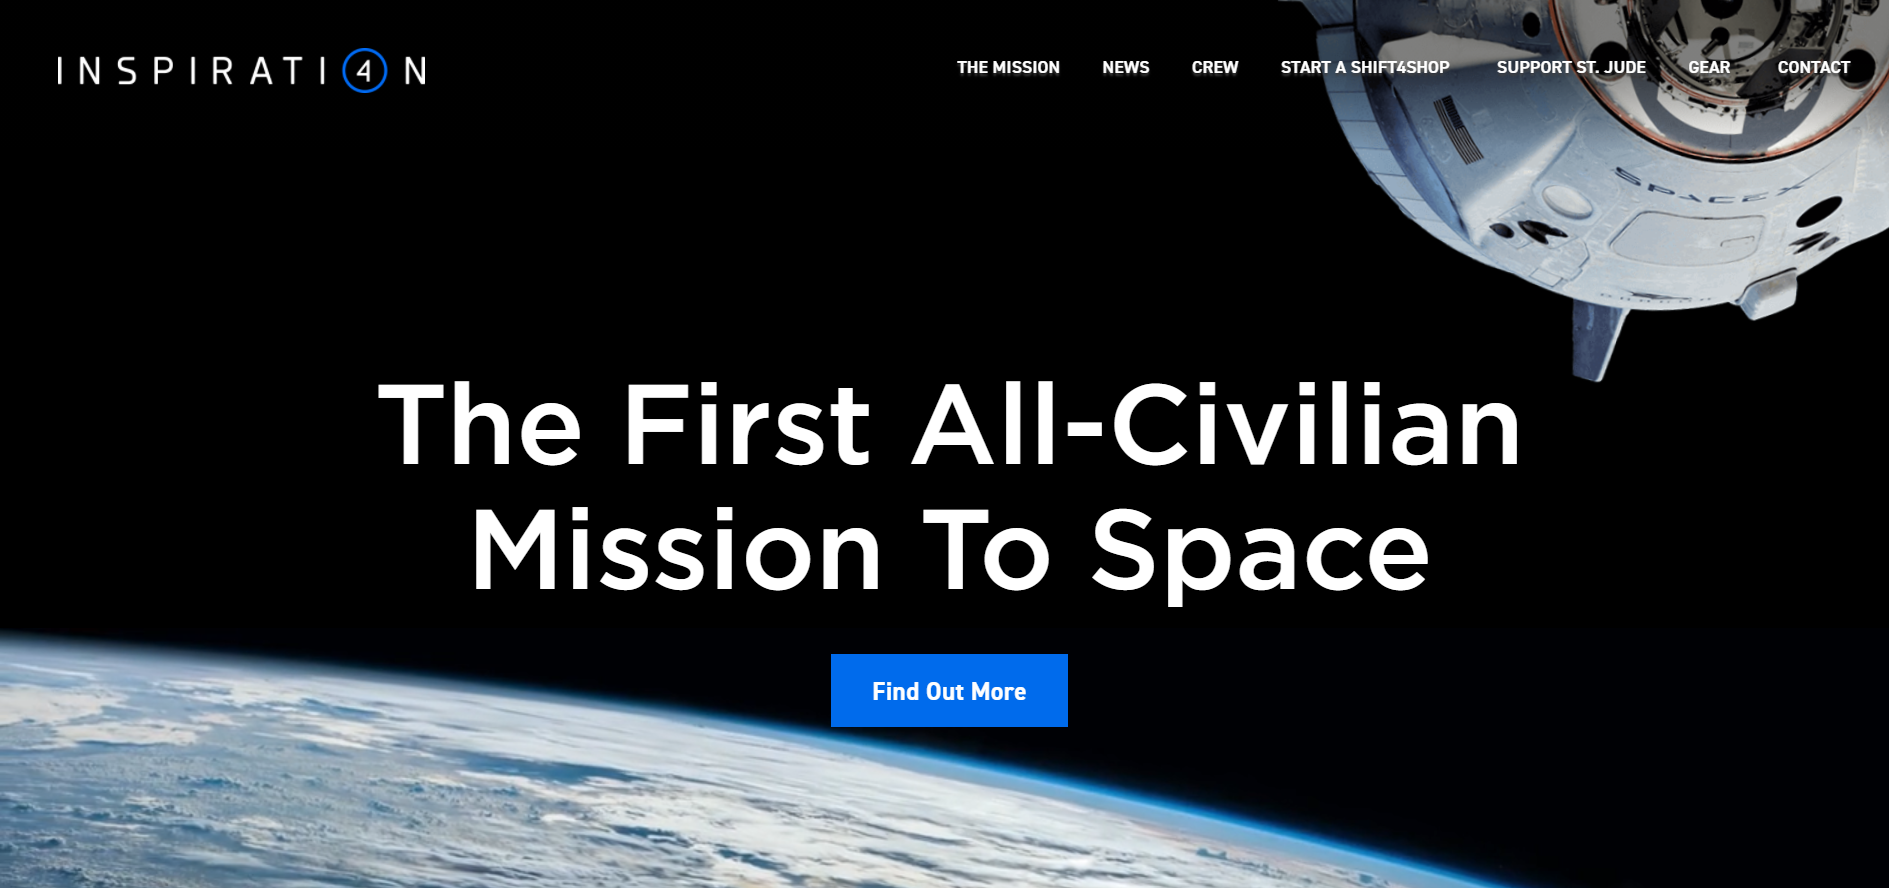 INSPIRATI4N
THE MISSION NEWS CREW START A SHIFT4SHOP SUPPORT ST. JUDE GEAR CONTACT
SPACEX
The First All-Civilian
Mission To Space
Find Out More